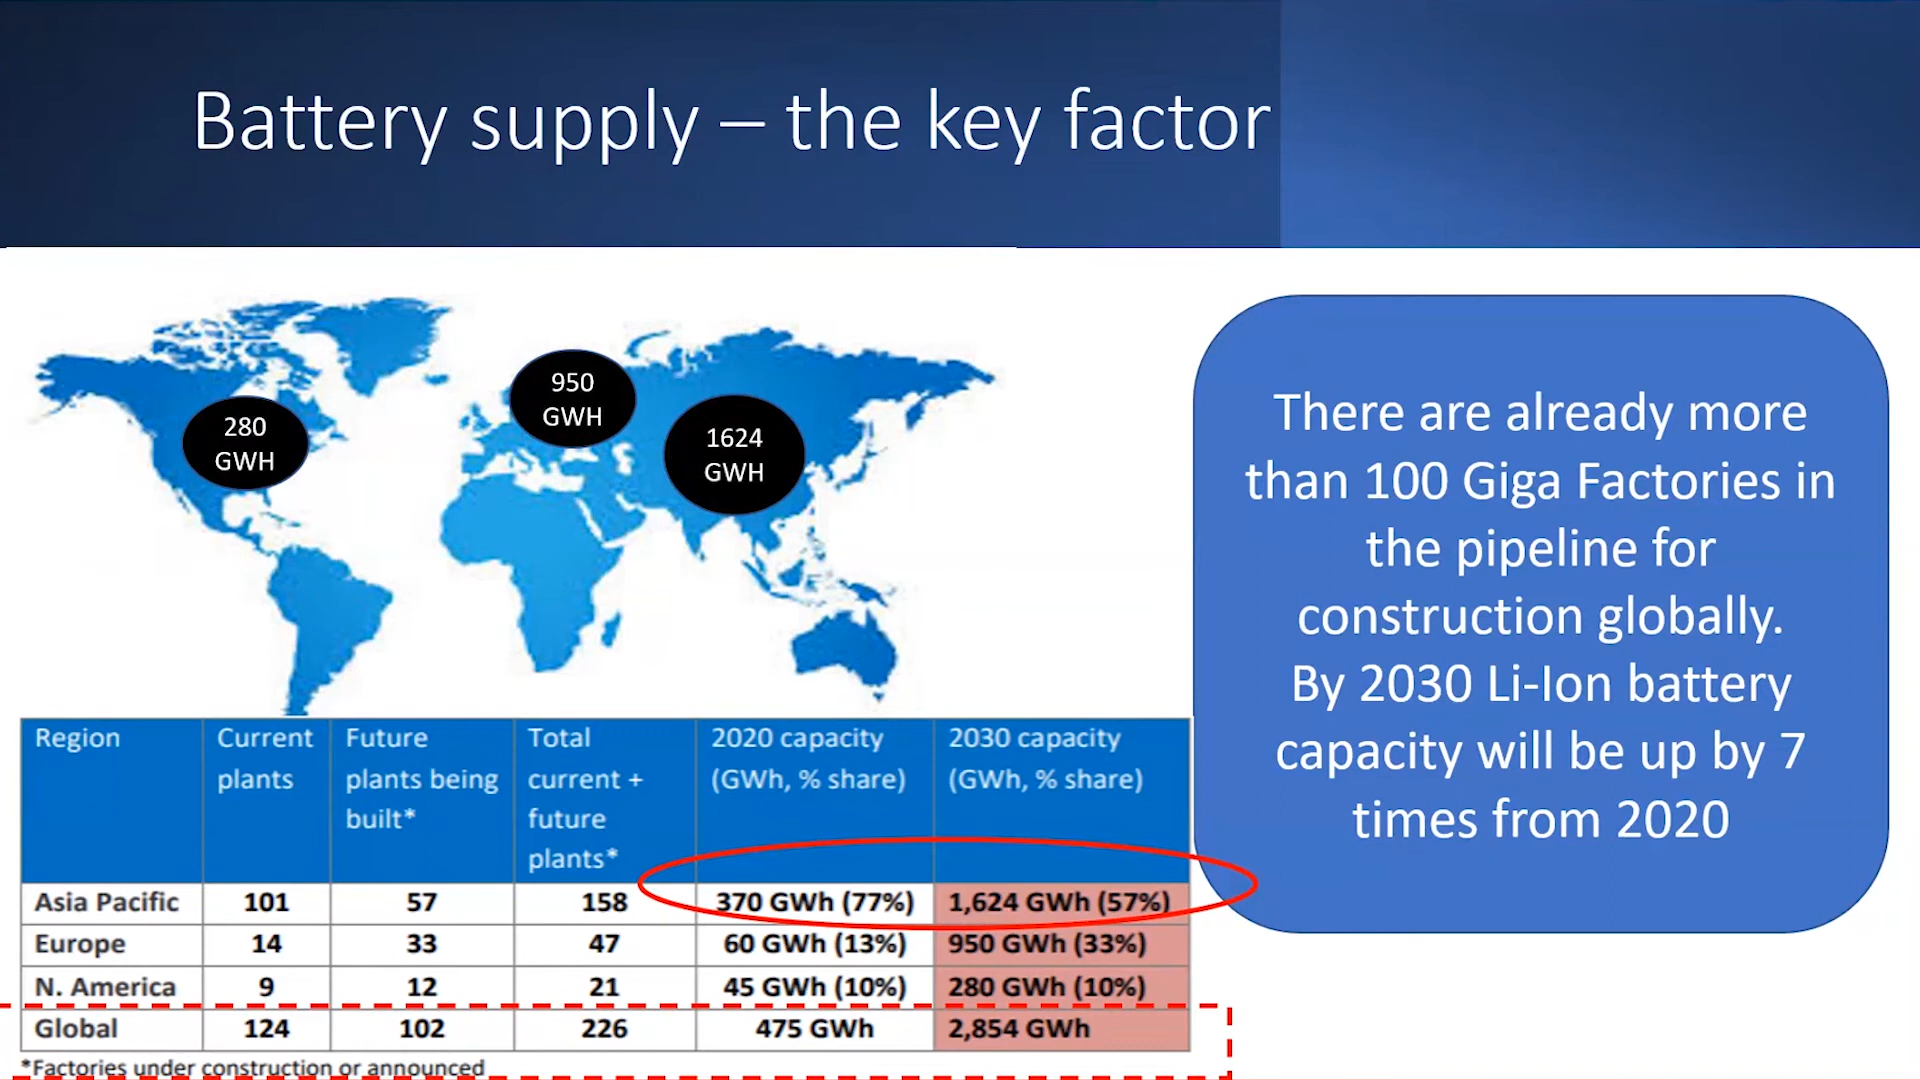 Battery supply – the key factor
280
GWH
950
GWH
1624
GWH
There are already more
than 100 Giga Factories in
the pipeline for
construction globally.
By 2030 Li-Ion battery
capacity will be up by 7
times from 2020
Region
Current
plants
Future
plants being
built*
Total
current +
future
plants*
2020 capacity
(GWh, % share)
2030 capacity
(GWh, % share)
Asia Pacific 101 57 158 370 GWh (77%) 1,624 GWh (57%)
Europe 14 33 47 60 GWh (13%) 950 GWh (33%)
N. America 9 12 21 45 GWh (10%) 280 GWh (10%)
Global 124 102 226 475 GWh 2,854 GWh
*Factories under construction or announced